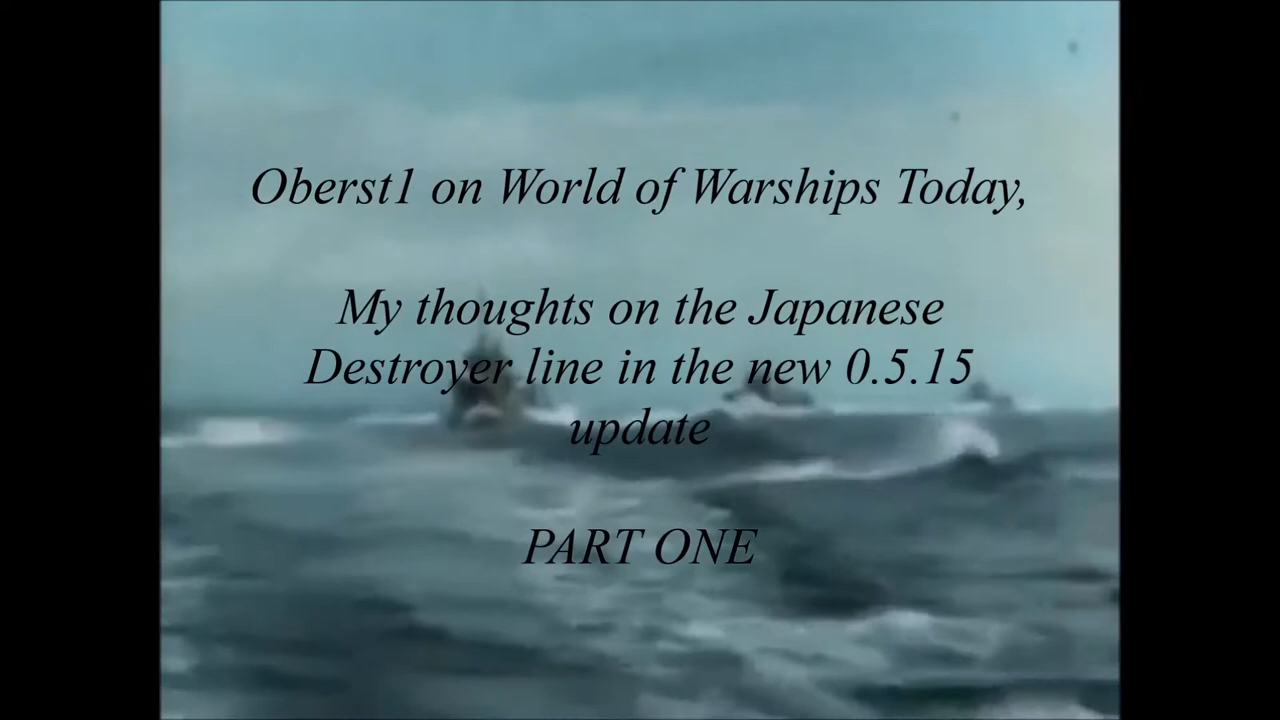 Oberst1 on World of Warships Today,
My thoughts on the Japanese
Destroyer line in the new 0.5.15
update
PART ONE